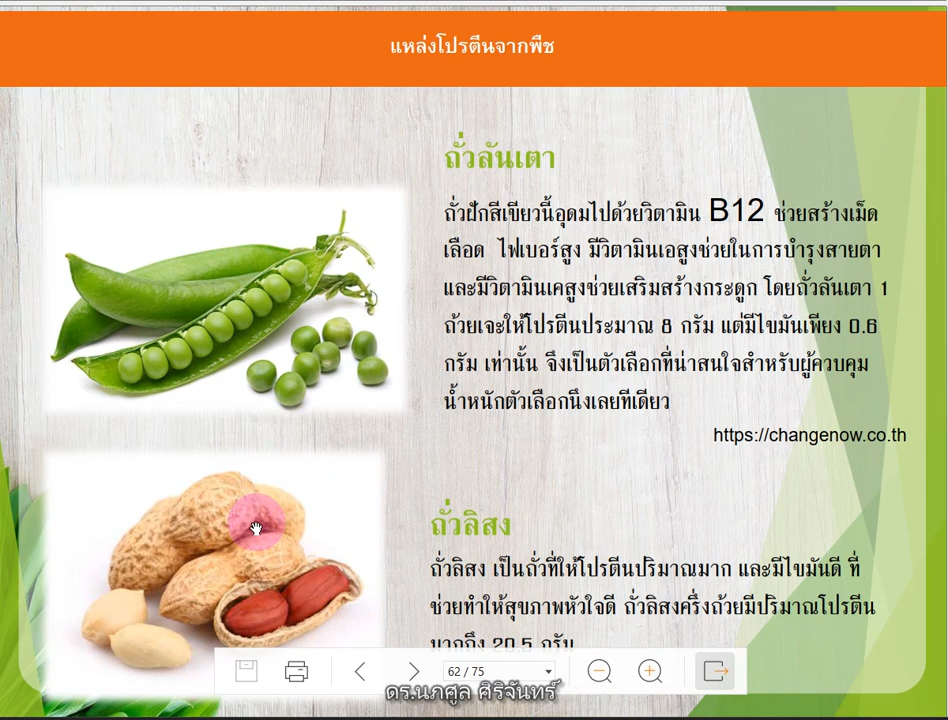 แหล่งโปรตีนจากพืช
ถั่วลันเตา
ถั่วฝักสีเขียวนี้อุดมไปด้วยวิตามิน B12 ช่วยสร้างเม็ด
เลือด ไฟเบอร์สูง มีวิตามินเอสูงช่วยในการบำรุงสายตา
และมีวิตามินเคสูงช่วยเสริมสร้างกระดูก โดยถั่วลันเตา 1
ถ้วยเจะให้โปรตีนประมาณ 8 กรัม แต่มีไขมันเพียง 0.6
กรัม เท่านั้น จึงเป็นตัวเลือกที่น่าสนใจสำหรับผู้ควบคุม
น้ำหนักตัวเลือกนึงเลยทีเดียว
https://changenow.co.th
ถั่วลิสง
ถั่วลิสง เป็นถั่วที่ให้โปรตีนปริมาณมาก และมีไขมันดี ที่
ช่วยทำให้สุขภาพหัวใจดี ถั่วลิสงครึ่งถ้วยมีปริมาณโปรตีน
มากถึง 20.5 กรัม
62 / 75
ดร.นภศูล ศิริจันทร์